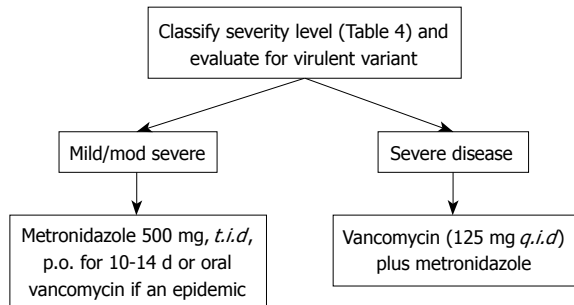 Classify severity level (Table 4) and
evaluate for virulent variant
Mild/mod severe
Severe disease
Metronidazole 500 mg, t.i.d,
p.o. for 10-14 d or oral
vancomycin if an epidemic
Vancomycin (125 mg q.i.d)
plus metronidazole